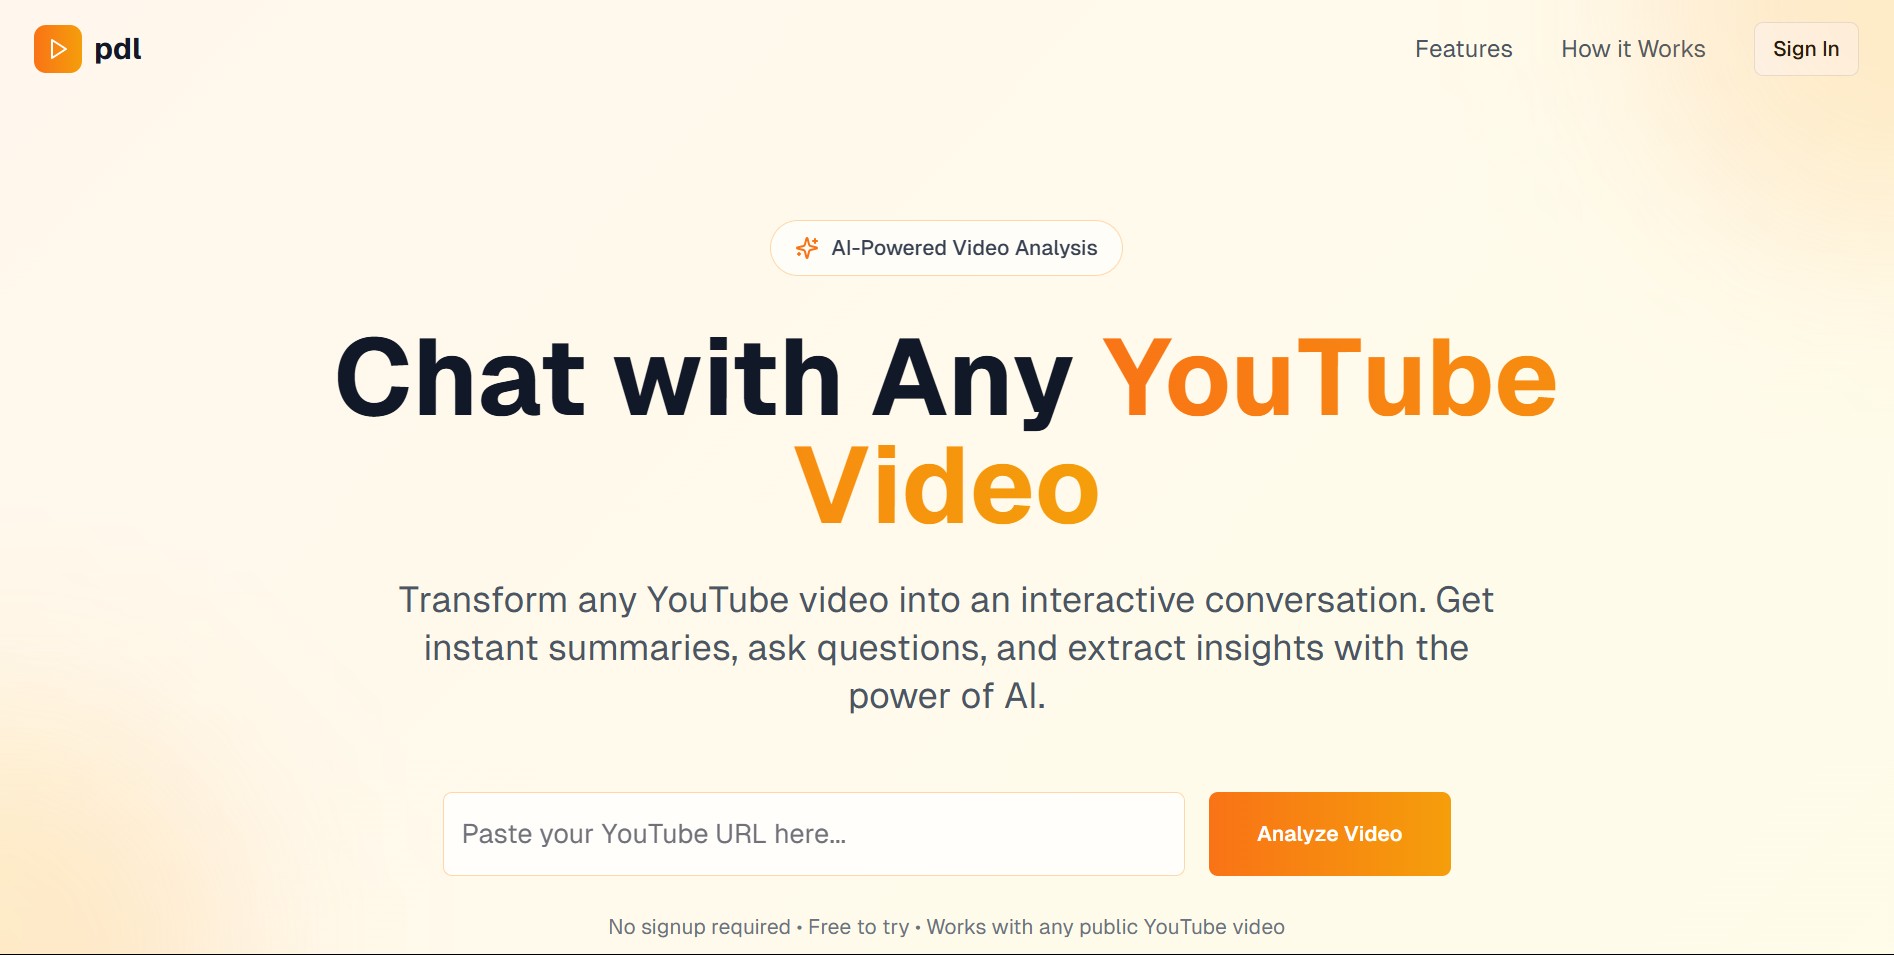 pdl
Features
How it Works
Sign In
AI-Powered Video Analysis
Chat with Any YouTube
Video
Transform any YouTube video into an interactive conversation. Get
instant summaries, ask questions, and extract insights with the
power of AI.
Paste your YouTube URL here...
Analyze Video
No signup required • Free to try • Works with any public YouTube video